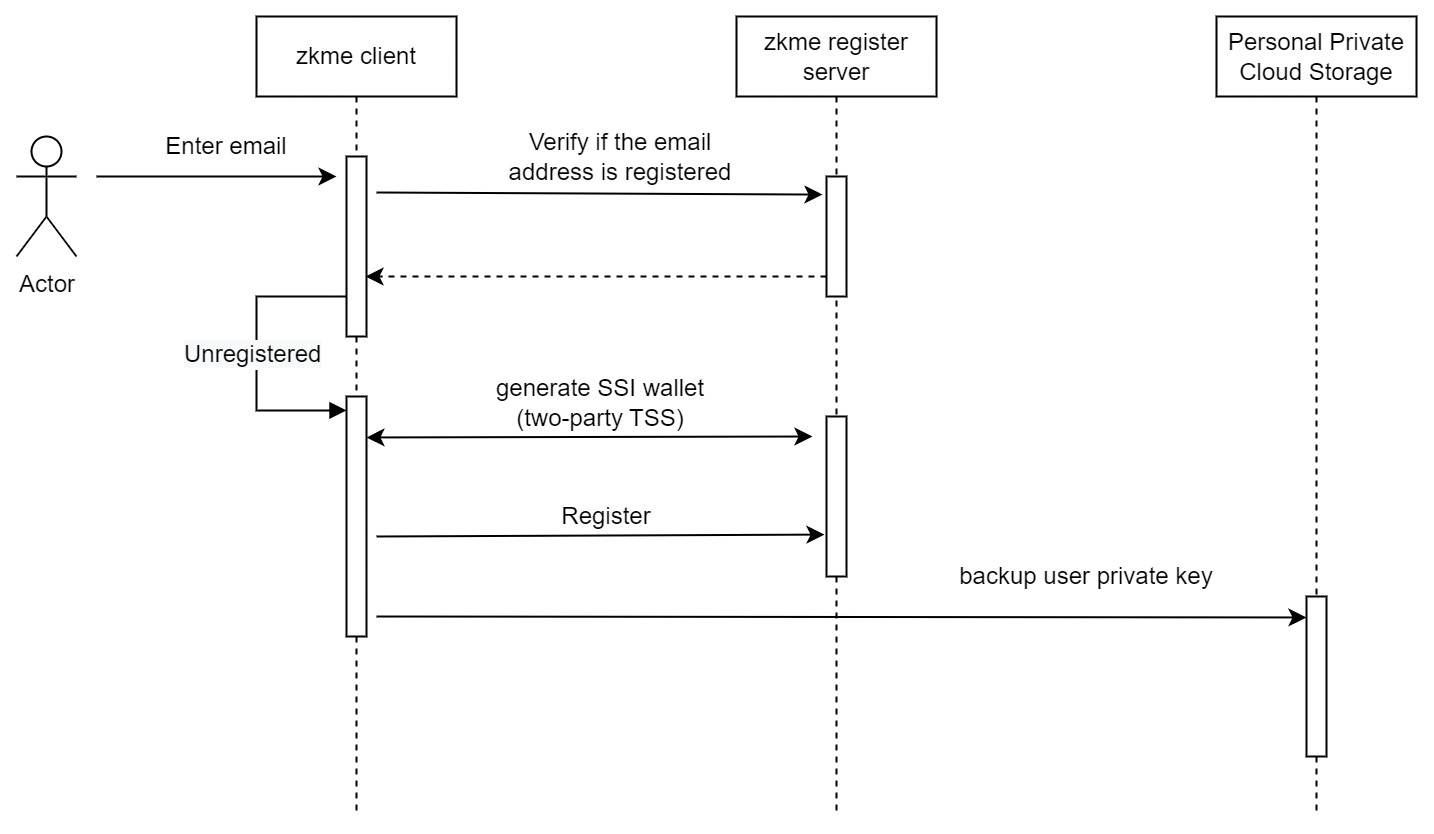 zkme client
zkme register
server
Personal Private
Cloud Storage
Enter email
Verify if the email
address is registered
Actor
Unregistered
generate SSI wallet
(two-party TSS)
Register
backup user private key